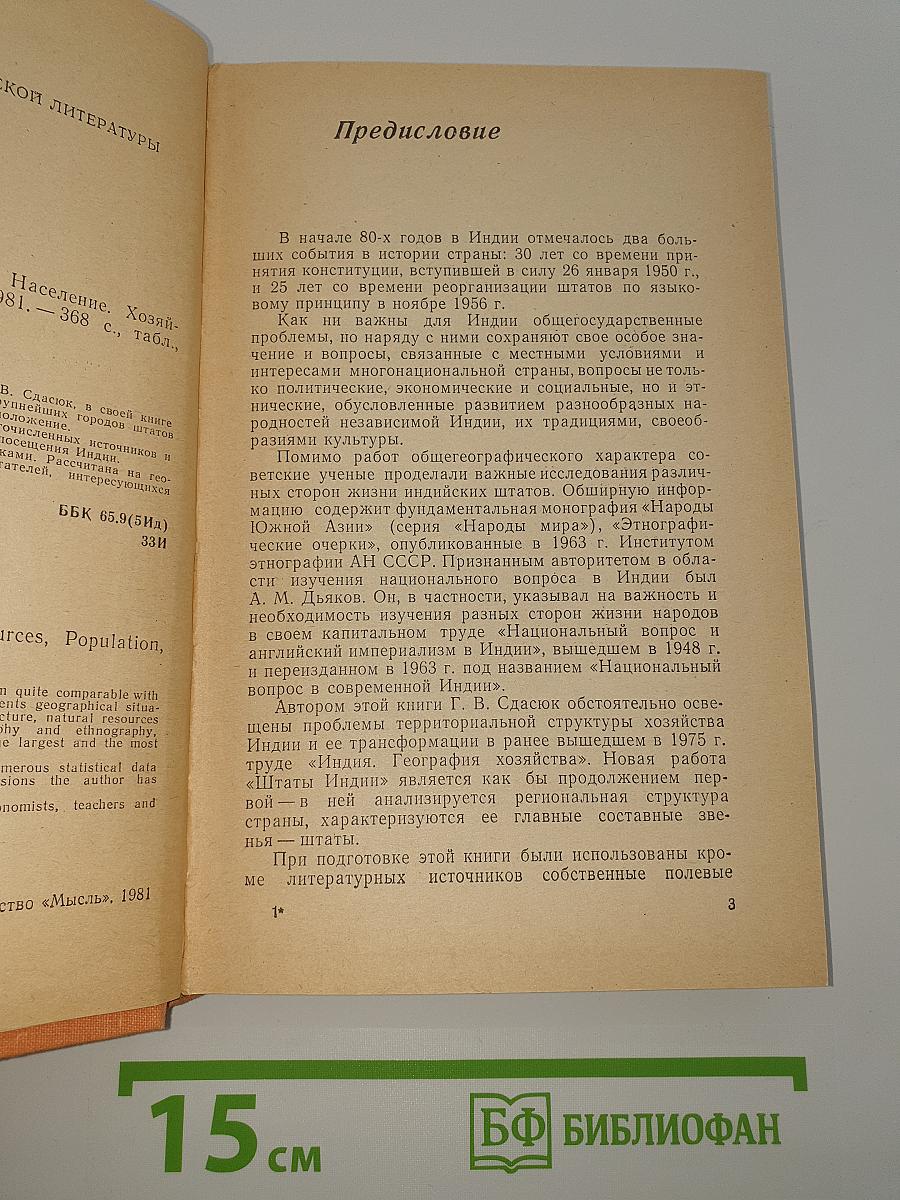 СКОЙ ЛИТЕРАТУРЫ
Население. Хозяй-
981. — 368 с., табл.,
В. Сдасюк, в своей книге
рупнейших городов штатов
положение.
гочисленных источников и
посещения Индии.
ками. Рассчитана на гео-
тателей, интересующихся
ББК 65.9(5Ид)
33И
urces, Population,
n quite comparable with
ents geographical situa-
cture, natural resources
phy and ethnography,
e largest and the most
merous statistical data
sions the author has
onomists, teachers and
ство «Мысль». 1981
Предисловие
В начале 80-х годов в Индии отмечалось два боль-
ших события в истории страны: 30 лет со времени при-
нятия конституции, вступившей в силу 26 января 1950 г.,
и 25 лет со времени реорганизации штатов по языко-
вому принципу в ноябре 1956 г.
Как ни важны для Индии общегосударственные
проблемы, но наряду с ними сохраняют свое особое зна-
чение и вопросы, связанные с местными условиями и
интересами многонациональной страны, вопросы не толь-
ко политические, экономические и социальные, но и эт-
нические, обусловленные развитием разнообразных на-
родностей независимой Индии, их традициями, своеоб-
разиями культуры.
Помимо работ общегеографического характера со-
ветские ученые проделали важные исследования различ-
ных сторон жизни индийских штатов. Обширную инфор-
мацию содержит фундаментальная монография «Народы
Южной Азии» (серия «Народы мира»), «Этнографи-
ческие очерки», опубликованные в 1963 г. Институтом
этнографии АН СССР. Признанным авторитетом в обла-
сти изучения национального вопроса в Индии был
А. М. Дьяков. Он, в частности, указывал на важность и
необходимость изучения разных сторон жизни народов
в своем капитальном труде «Национальный вопрос и
английский империализм в Индии», вышедшем в 1948 г.
и переизданном в 1963 г. под названием «Национальный
вопрос в современной Индии».
Автором этой книги Г. В. Сдасюк обстоятельно осве-
щены проблемы территориальной структуры хозяйства
Индии и ее трансформации в ранее вышедшем в 1975 г.
труде «Индия. География хозяйства». Новая работа
«Штаты Индии» является как бы продолжением пер-
вой — в ней анализируется региональная структура
страны, характеризуются ее главные составные зве-
нья — штаты.
При подготовке этой книги были использованы кро-
ме литературных источников собственные полевые
1*
3
15 см
БФ БИБЛИОФАН